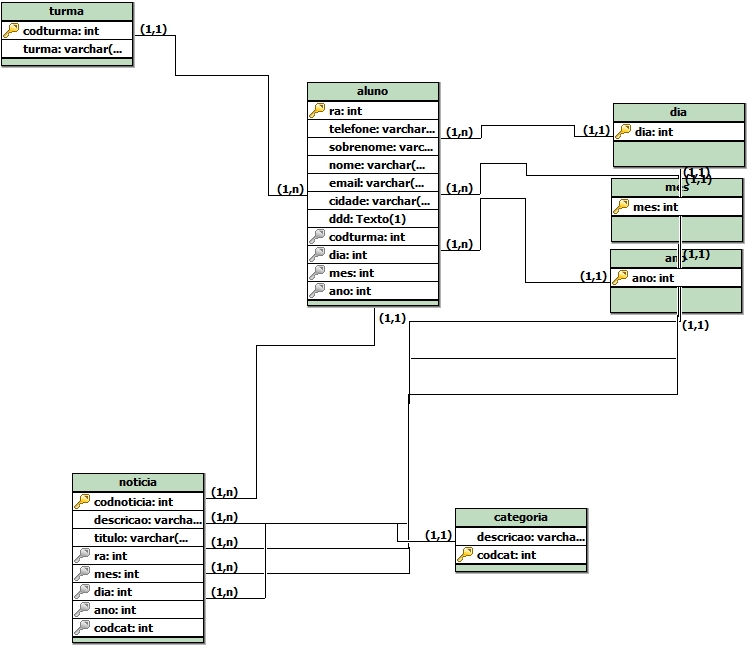 turma
codturma: int
turma: varchar(...
(1,1)
aluno
ra: int
telefone: varchar...
sobrenome: varc...
nome: varchar(...
email: varchar(...
cidade: varchar(...
ddd: Texto(1)
codturma: int
dia: int
mes: int
ano: int
(1,n)
(1,n)
(1,n)
(1,n)
(1,1)
(1,1)
(1,1)
dia
dia: int
(1,1)
(1,1)
mes
mes: int
(1,1)
ano: int
(1,1)
noticia
codnoticia: int
descricao: varcha...
titulo: varchar(...
ra: int
mes: int
dia: int
ano: int
codcat: int
(1,n)
(1,n)
(1,n)
(1,n)
(1,n)
(1,1)
categoria
descricao: varcha...
codcat: int